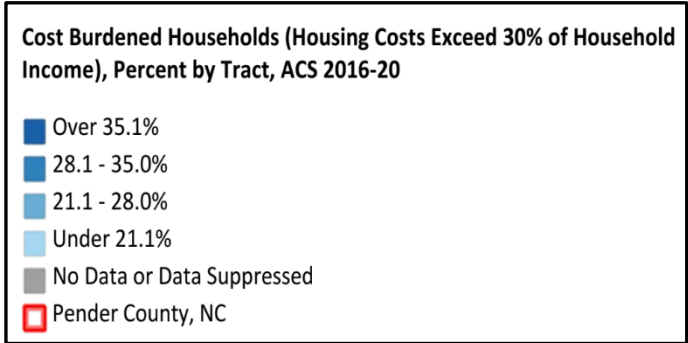 Cost Burdened Households (Housing Costs Exceed 30% of Household
Income), Percent by Tract, ACS 2016-20
Over 35.1%
28.1 - 35.0%
21.1 - 28.0%
Under 21.1%
No Data or Data Suppressed
Pender County, NC